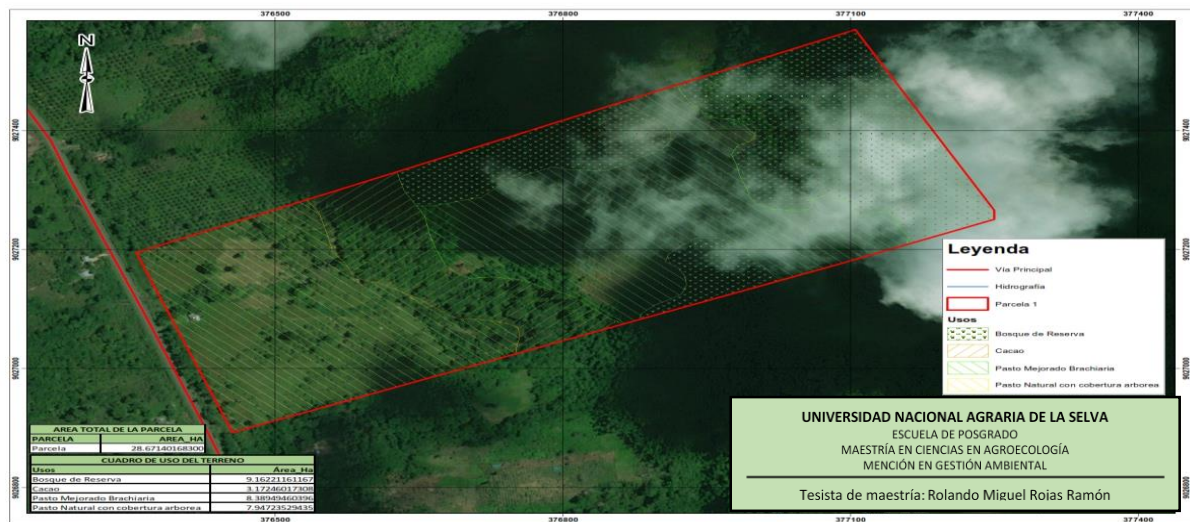 376500 376800 377100 377400
N
9027400 9027400
9027200 9027200
9027000 9027000
9026800 9026800
Leyenda
Vía Principal
Hidrografía
Parcela 1
Usos
Bosque de Reserva
Cacao
Pasto Mejorado Brachiaria
Pasto Natural con cobertura arborea
AREA TOTAL DE LA PARCELA
PARCELA AREA_HA
Parcela 28.67140168300
CUADRO DE USO DEL TERRENO
Usos Área_Ha
Bosque de Reserva 9.16221161167
Cacao 3.17246017308
Pasto Mejorado Brachiaria 8.38949460396
Pasto Natural con cobertura arborea 7.94723529435
UNIVERSIDAD NACIONAL AGRARIA DE LA SELVA
ESCUELA DE POSGRADO
MAESTRÍA EN CIENCIAS EN AGROECOLOGÍA
MENCIÓN EN GESTIÓN AMBIENTAL
Tesista de maestría: Rolando Miguel Rojas Ramón
376500 376800 377100 377400